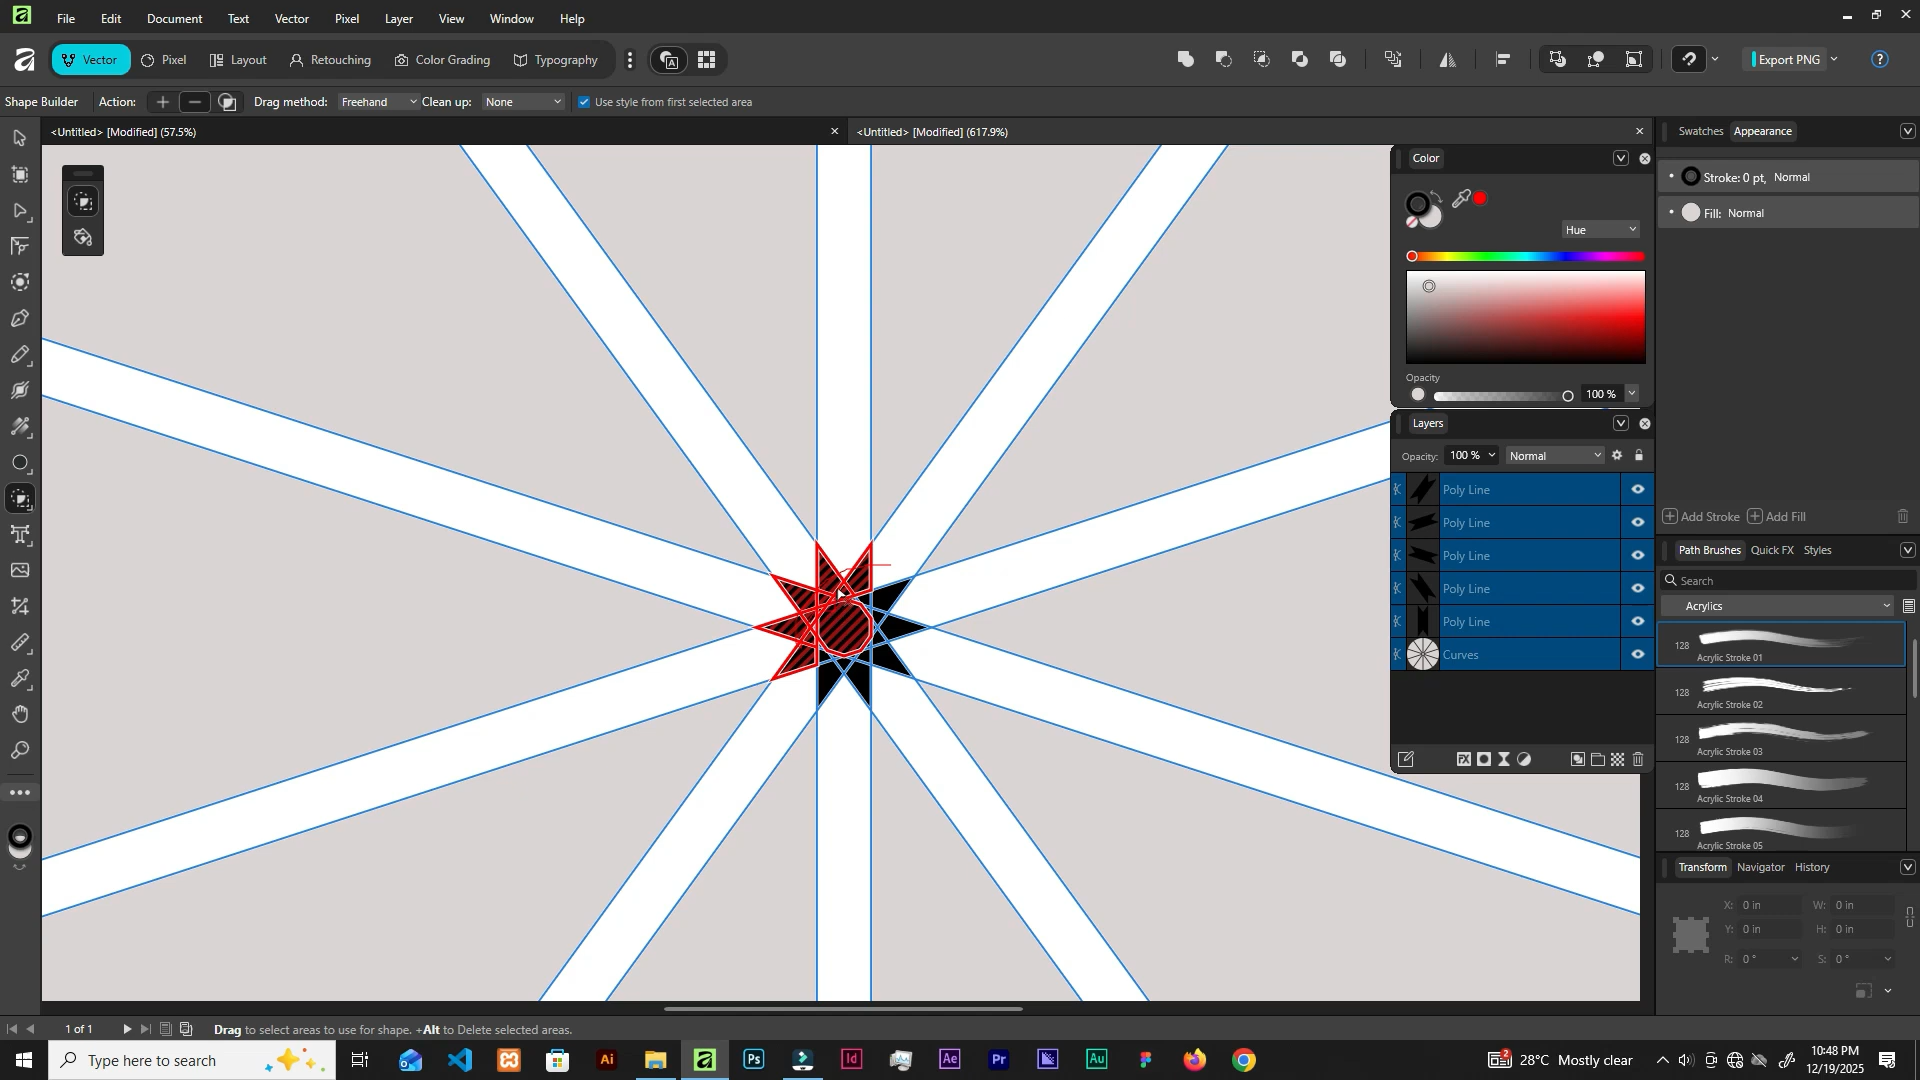 File Edit Document Text Vector Pixel Layer View Window Help
Vector Pixel Layout Retouching Color Grading Typography Export PNG
Shape Builder Action: Drag method: Freehand Clean up: None Use style from first selected area
<Untitled> [Modified] (57.5%) <Untitled> [Modified] (617.9%)
Swatches Appearance
Stroke: 0 pt, Normal
Fill: Normal
Color
Hue
Opacity
100 %
Layers
Opacity: 100 % Normal
Poly Line
Poly Line
Poly Line
Poly Line
Poly Line
Curves
Add Stroke Add Fill
Path Brushes Quick FX Styles
Search
Acrylics
128 Acrylic Stroke 01
128 Acrylic Stroke 02
128 Acrylic Stroke 03
128 Acrylic Stroke 04
128 Acrylic Stroke 05
Transform Navigator History
X: 0 in W: 0 in
Y: 0 in H: 0 in
R: 0 ° S: 0 °
1 of 1 Drag to select areas to use for shape. +Alt to Delete selected areas.
Type here to search
Ai Ps Id Ae Pr Au
2 28°C Mostly clear
10:48 PM
12/19/2025